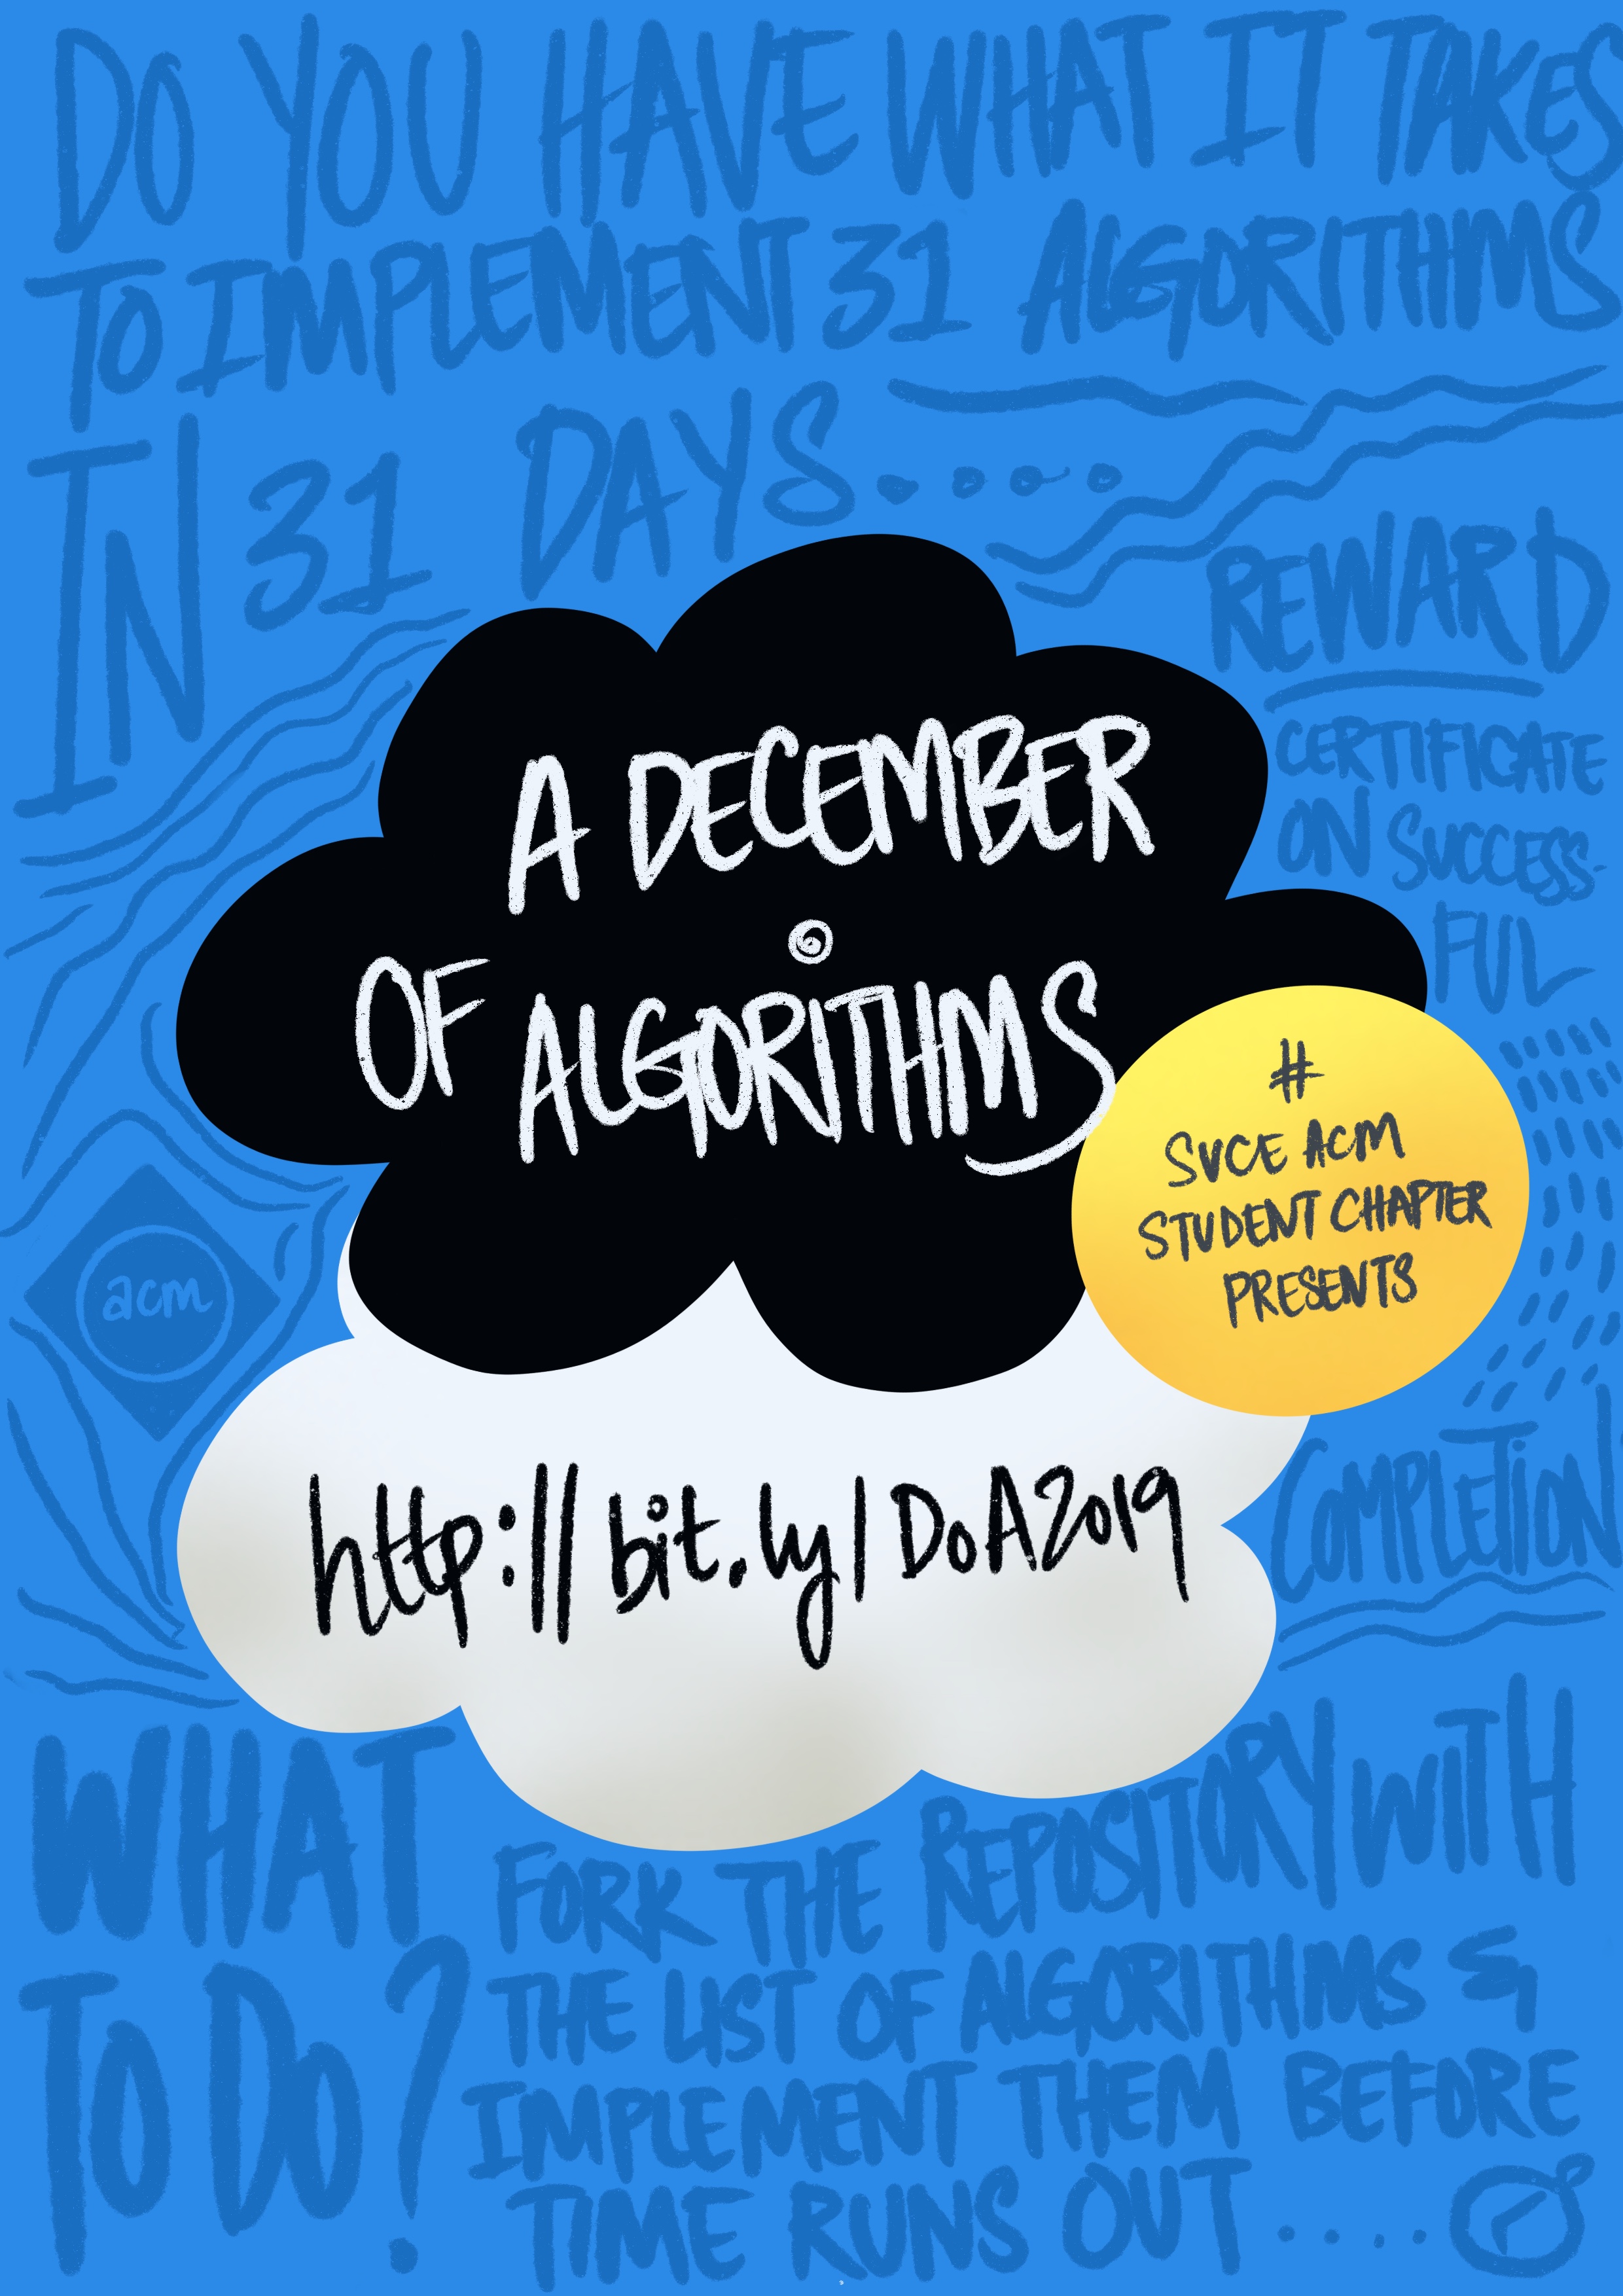 DO YOU HAVE WHAT IT TAKES
TO IMPLEMENT 31 ALGORITHMS
IN 31 DAYS.....
REWARD
CERTIFICATE
ON SUCCESS-
FUL
COMPLETION
A DECEMBER
OF ALGORITHMS
#
SVCE ACM
STUDENT CHAPTER
PRESENTS
acm
http://bit.ly/DoA2019
WHAT
TO DO?
FORK THE REPOSITORY WITH
THE LIST OF ALGORITHMS &
IMPLEMENT THEM BEFORE
TIME RUNS OUT....